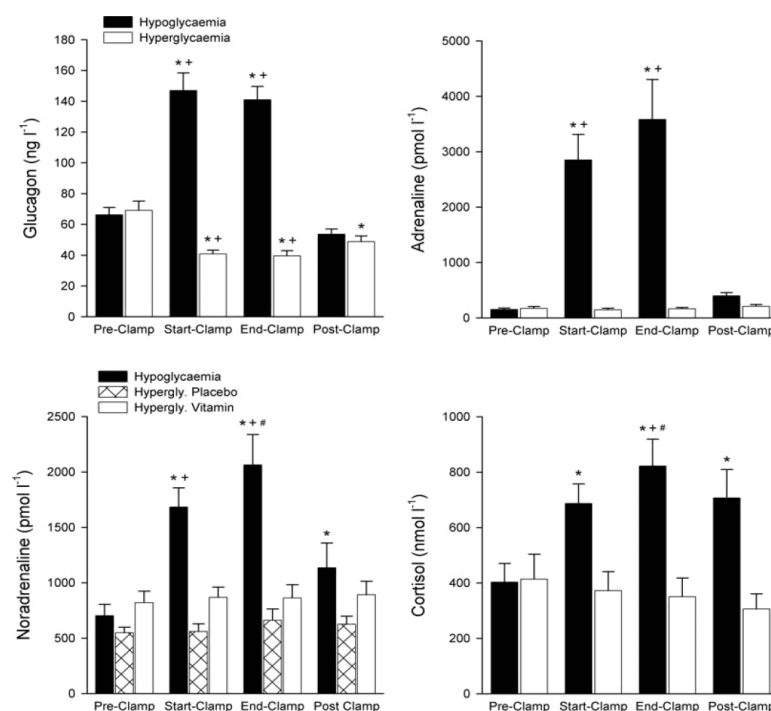 Hypoglycaemia
Hyperglycaemia
Glucagon (ng l⁻¹)
180
160
140
120
100
80
60
40
20
0
* +
* +
* +
* +
*
Pre-Clamp Start-Clamp End-Clamp Post-Clamp
Adrenaline (pmol l⁻¹)
5000
4000
3000
2000
1000
0
* +
* +
Pre-Clamp Start-Clamp End-Clamp Post-Clamp
Hypoglycaemia
Hypergly. Placebo
Hypergly. Vitamin
Noradrenaline (pmol l⁻¹)
2500
2000
1500
1000
500
0
* +
* + #
*
Pre-Clamp Start-Clamp End-Clamp Post Clamp
Cortisol (nmol l⁻¹)
1000
800
600
400
200
0
*
* + #
*
Pre-Clamp Start-Clamp End-Clamp Post-Clamp